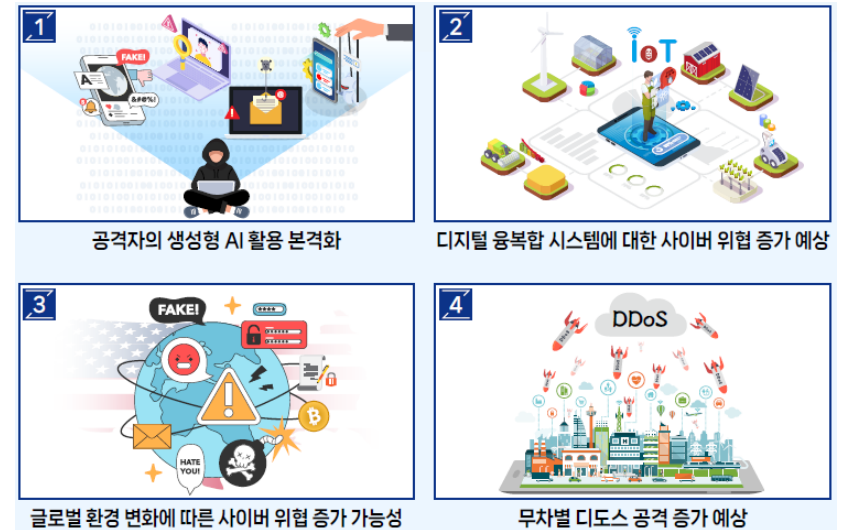 1
FAKE!
A
&#@%!
공격자의 생성형 AI 활용 본격화
2
IoT
디지털 융복합 시스템에 대한 사이버 위협 증가 예상
3
FAKE!
****
HATE
YOU!
글로벌 환경 변화에 따른 사이버 위협 증가 가능성
4
DDoS
H
무차별 디도스 공격 증가 예상